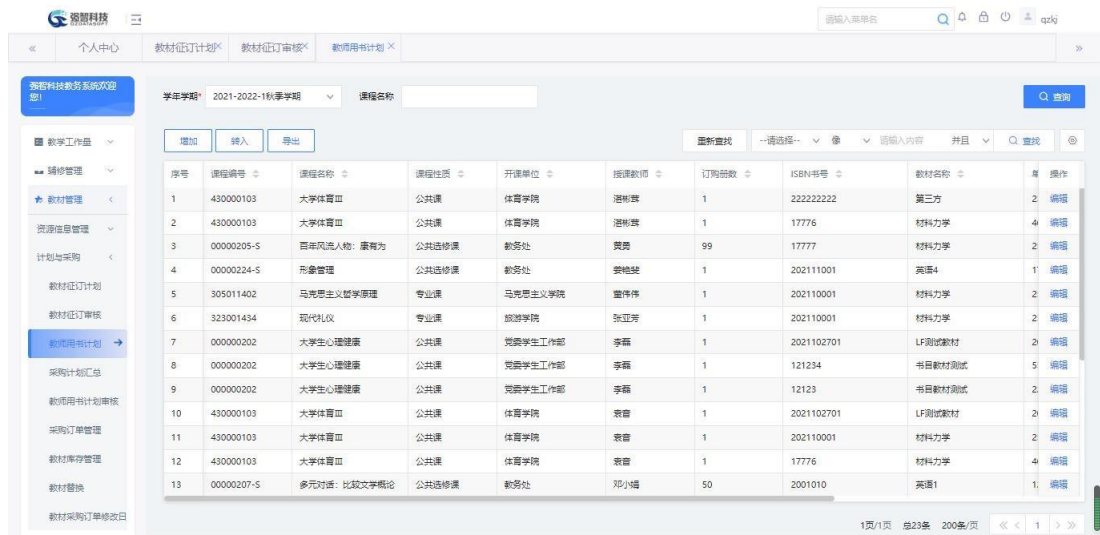 强智科技
QZDATASOFT
请输入菜单名
qzkj
个人中心 教材征订计划 教材征订审核 教师用书计划
强智科技教务系统欢迎您!
学年学期* 2021-2022-1秋季学期 课程名称 查询
教学工作量
辅修管理
教材管理
资源信息管理
计划与采购
教材征订计划
教材征订审核
教师用书计划
采购计划汇总
教师用书计划审核
采购订单管理
教材库存管理
教材替换
教材采购订单修改日
增加 转入 导出 重新查找 --请选择-- 像 请输入内容 并且 查找
序号 课程编号 课程名称 课程性质 开课单位 授课教师 订购册数 ISBN书号 教材名称 操作
1 430000103 大学体育Ⅲ 公共课 体育学院 1 222222222 第三方 编辑
2 430000103 大学体育Ⅲ 公共课 体育学院 1 17776 材料力学 编辑
3 00000205-S 百年风流人物：康有为 公共选修课 教务处 黄勇 99 17777 材料力学 编辑
4 00000224-S 形象管理 公共选修课 教务处 1 202111001 英语4 编辑
5 305011402 马克思主义哲学原理 专业课 马克思主义学院 董伟伟 1 202110001 材料力学 编辑
6 323001434 现代礼仪 专业课 旅游学院 张亚芳 1 202110001 材料力学 编辑
7 000000202 大学生心理健康 公共课 党委学生工作部 李磊 1 2021102701 LF测试教材 编辑
8 000000202 大学生心理健康 公共课 党委学生工作部 李磊 1 121234 书目教材测试 编辑
9 000000202 大学生心理健康 公共课 党委学生工作部 李磊 1 12123 书目教材测试 编辑
10 430000103 大学体育Ⅲ 公共课 体育学院 袁音 1 2021102701 LF测试教材 编辑
11 430000103 大学体育Ⅲ 公共课 体育学院 袁音 1 202110001 材料力学 编辑
12 430000103 大学体育Ⅲ 公共课 体育学院 袁音 1 17776 材料力学 编辑
13 00000207-S 多元对话：比较文学概论 公共选修课 教务处 邓小娟 50 2001010 英语1 编辑
1页/1页 总23条 200条/页 1